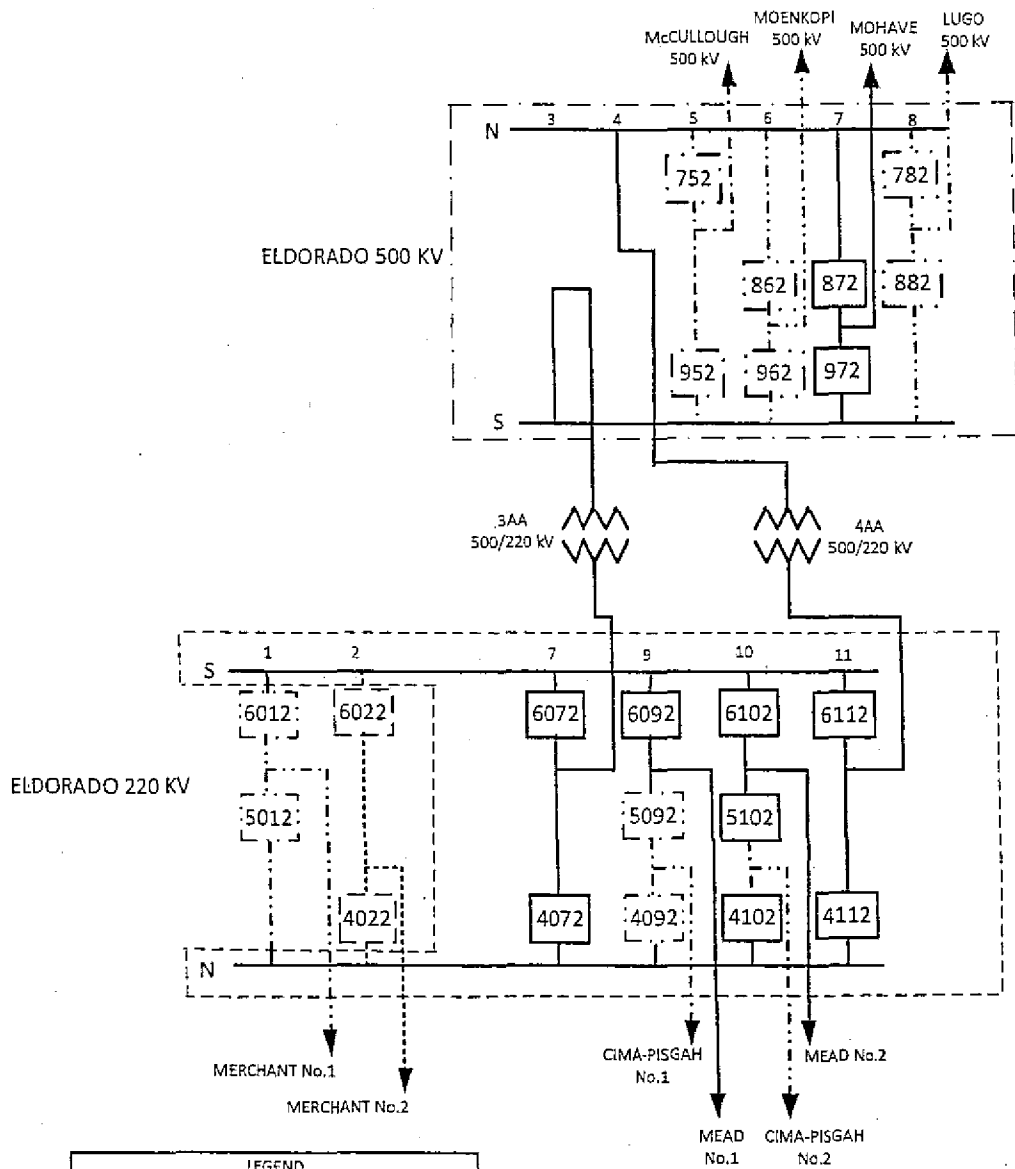 McCULLOUGH
500 kV
MOENKOPI
500 kV
MOHAVE
500 kV
LUGO
500 kV
N 3 4 5 6 7 8
752
782
ELDORADO 500 KV
862
872
882
952
962
972
S
3AA
500/220 kV
4AA
500/220 kV
1 2 7 9 10 11
S
6012
6022
6072
6092
6102
6112
ELDORADO 220 KV
5012
5092
5102
4022
4072
4092
4102
4112
N
MERCHANT No.1
MERCHANT No.2
CIMA-PISGAH
No.1
MEAD No.2
MEAD
No.1
CIMA-PISGAH
No.2
LEGEND